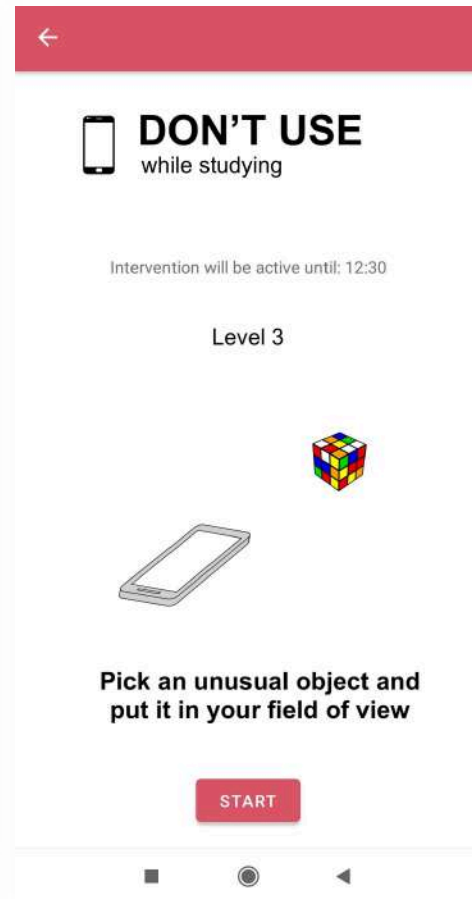 DON'T USE
while studying
Intervention will be active until: 12:30
Level 3
Pick an unusual object and
put it in your field of view
START